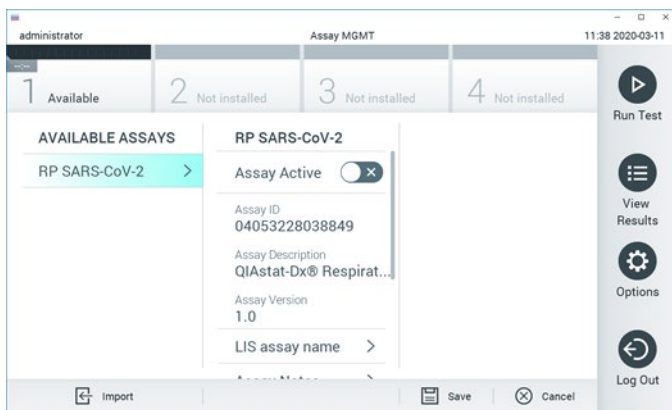 administrator Assay MGMT 11:38 2020-03-11
1 Available 2 Not installed 3 Not installed 4 Not installed
Run Test
AVAILABLE ASSAYS
RP SARS-CoV-2
RP SARS-CoV-2
Assay Active
Assay ID
04053228038849
Assay Description
QIAstat-Dx® Respirat...
Assay Version
1.0
LIS assay name
View
Results
Options
Log Out
Import Save Cancel